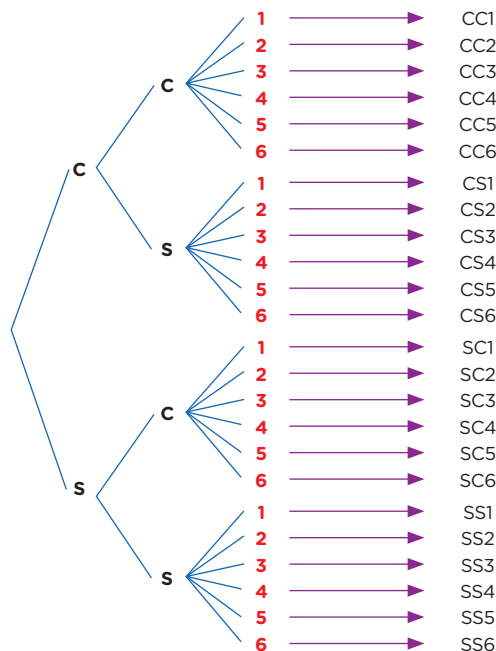 1 CC1
2 CC2
3 CC3
C 4 CC4
5 CC5
6 CC6
C
1 CS1
2 CS2
3 CS3
S 4 CS4
5 CS5
6 CS6
1 SC1
2 SC2
3 SC3
C 4 SC4
5 SC5
6 SC6
S
1 SS1
2 SS2
3 SS3
S 4 SS4
5 SS5
6 SS6